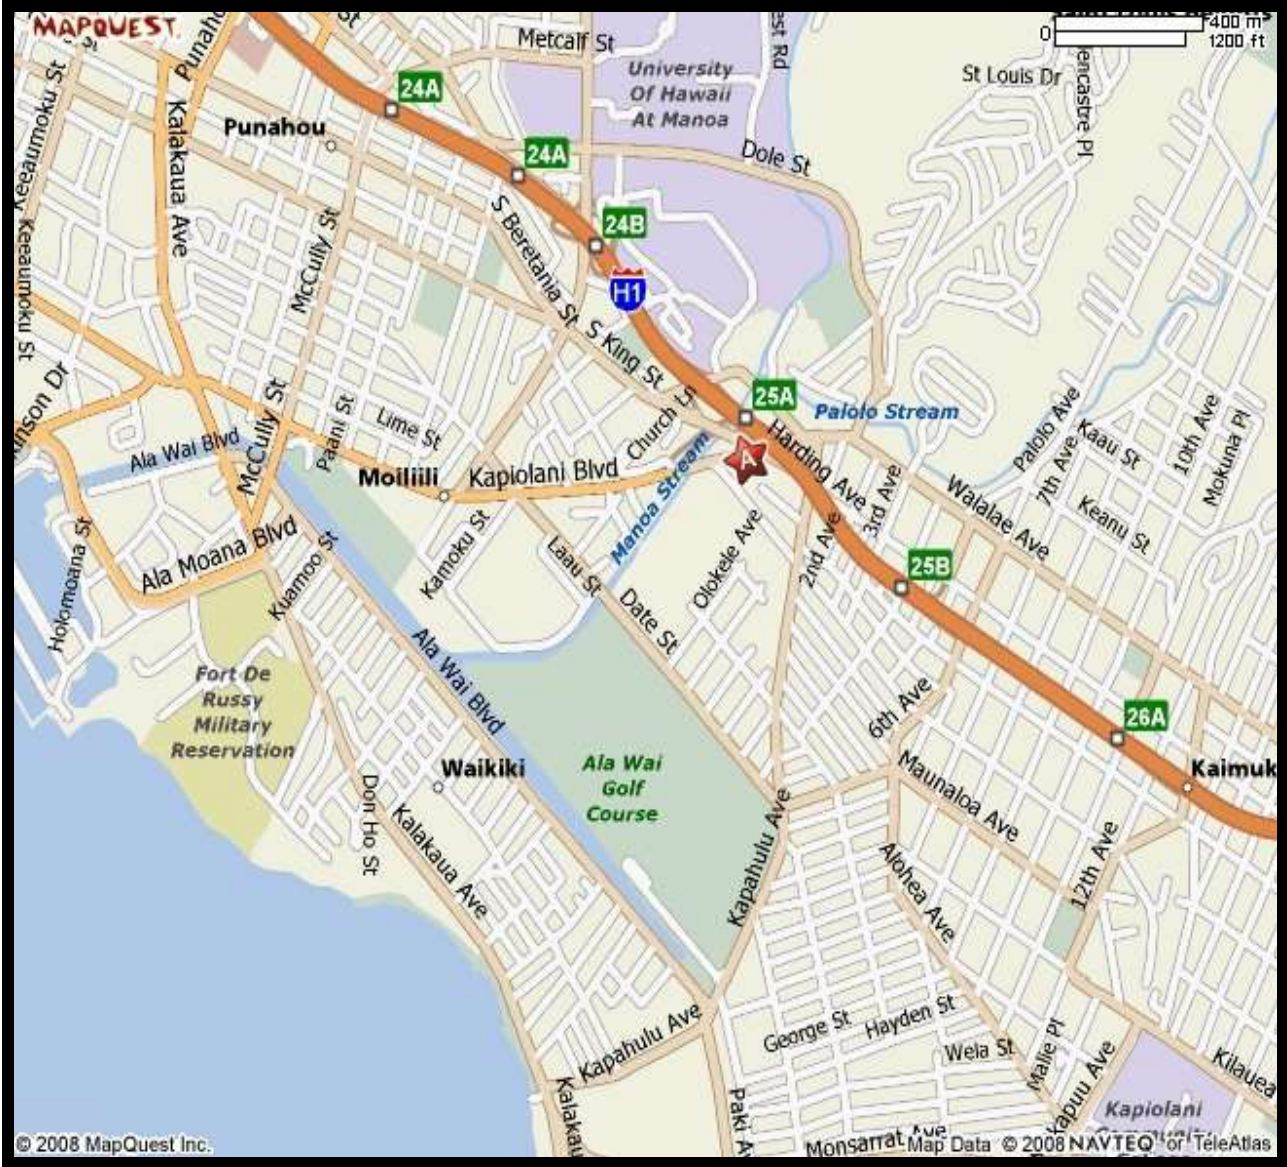 MAPQUEST.
400 m
0
1200 ft
Metcalf St
St Louis Dr
University
Of Hawaii
At Manoa
24A
Punahou
Keeaumoku St
Kalakaua Ave
24A
Dole St
24B
S Beretania St
McCully St
Keeaumoku St
H1
S King St
25A
Palolo Stream
Church Ln
Lime St
Paani St
McCully St
Ala Wai Blvd
Harding Ave
A
Palolo Ave
Kaau St
10th Ave
Mokuna Pl
7th Ave
Moiliili
Kapiolani Blvd
Manoa Stream
3rd Ave
Waialae Ave
Keanu St
Holomoana St
Ala Moana Blvd
Kuamoo St
Kamoku St
Laau St
Olokele Ave
2nd Ave
25B
Date St
Ala Wai Blvd
Fort De
Russy
Military
Reservation
6th Ave
26A
Waikiki
Ala Wai
Golf
Course
Kaimuk
Maunaloa Ave
Don Ho St
Kalakaua Ave
Kapahulu Ave
Alohea Ave
12th Ave
Kapahulu Ave
George St
Hayden St
Wela St
Malie Pl
Kilauea
Kapiolani
Monsarrat Ave
© 2008 MapQuest Inc.
Map Data © 2008 NAVTEQ or TeleAtlas